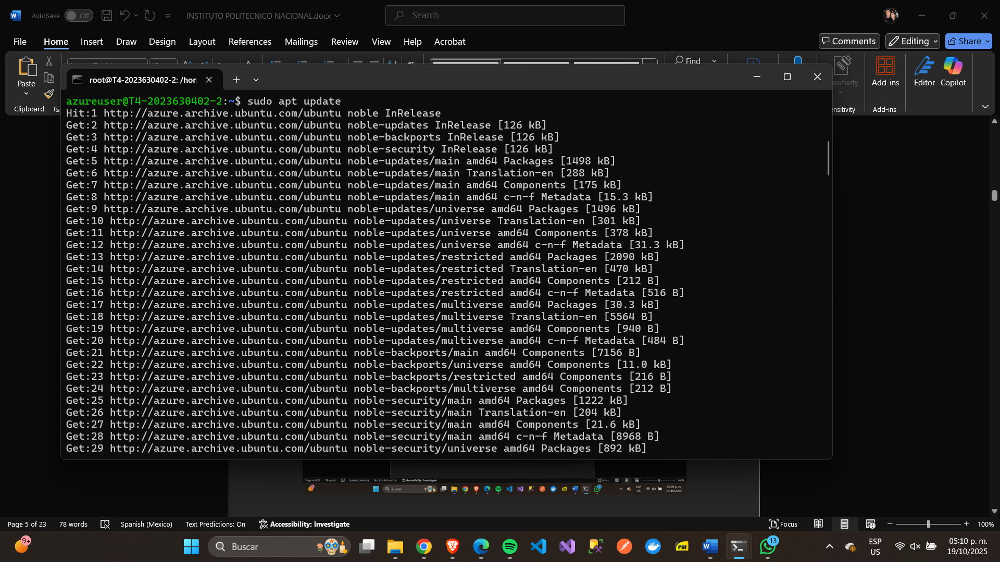 AutoSave
Off
INSTITUTO POLITECNICO NACIONAL.docx
Search
File Home Insert Draw Design Layout References Mailings Review View Help Acrobat
Comments Editing Share
Find
Paste
Clipboard
nsitivity
Add-ins
Editor
Copilot
ensitivity
Add-ins
root@T4-2023630402-2: /hon
azureuser@T4-2023630402-2:~$ sudo apt update
Hit:1 http://azure.archive.ubuntu.com/ubuntu noble InRelease
Get:2 http://azure.archive.ubuntu.com/ubuntu noble-updates InRelease [126 kB]
Get:3 http://azure.archive.ubuntu.com/ubuntu noble-backports InRelease [126 kB]
Get:4 http://azure.archive.ubuntu.com/ubuntu noble-security InRelease [126 kB]
Get:5 http://azure.archive.ubuntu.com/ubuntu noble-updates/main amd64 Packages [1498 kB]
Get:6 http://azure.archive.ubuntu.com/ubuntu noble-updates/main Translation-en [288 kB]
Get:7 http://azure.archive.ubuntu.com/ubuntu noble-updates/main amd64 Components [175 kB]
Get:8 http://azure.archive.ubuntu.com/ubuntu noble-updates/main amd64 c-n-f Metadata [15.3 kB]
Get:9 http://azure.archive.ubuntu.com/ubuntu noble-updates/universe amd64 Packages [1496 kB]
Get:10 http://azure.archive.ubuntu.com/ubuntu noble-updates/universe Translation-en [301 kB]
Get:11 http://azure.archive.ubuntu.com/ubuntu noble-updates/universe amd64 Components [378 kB]
Get:12 http://azure.archive.ubuntu.com/ubuntu noble-updates/universe amd64 c-n-f Metadata [31.3 kB]
Get:13 http://azure.archive.ubuntu.com/ubuntu noble-updates/restricted amd64 Packages [2090 kB]
Get:14 http://azure.archive.ubuntu.com/ubuntu noble-updates/restricted Translation-en [470 kB]
Get:15 http://azure.archive.ubuntu.com/ubuntu noble-updates/restricted amd64 Components [212 B]
Get:16 http://azure.archive.ubuntu.com/ubuntu noble-updates/restricted amd64 c-n-f Metadata [516 B]
Get:17 http://azure.archive.ubuntu.com/ubuntu noble-updates/multiverse amd64 Packages [30.3 kB]
Get:18 http://azure.archive.ubuntu.com/ubuntu noble-updates/multiverse Translation-en [5564 B]
Get:19 http://azure.archive.ubuntu.com/ubuntu noble-updates/multiverse amd64 Components [940 B]
Get:20 http://azure.archive.ubuntu.com/ubuntu noble-updates/multiverse amd64 c-n-f Metadata [484 B]
Get:21 http://azure.archive.ubuntu.com/ubuntu noble-backports/main amd64 Components [7156 B]
Get:22 http://azure.archive.ubuntu.com/ubuntu noble-backports/universe amd64 Components [11.0 kB]
Get:23 http://azure.archive.ubuntu.com/ubuntu noble-backports/restricted amd64 Components [216 B]
Get:24 http://azure.archive.ubuntu.com/ubuntu noble-backports/multiverse amd64 Components [212 B]
Get:25 http://azure.archive.ubuntu.com/ubuntu noble-security/main amd64 Packages [1222 kB]
Get:26 http://azure.archive.ubuntu.com/ubuntu noble-security/main Translation-en [204 kB]
Get:27 http://azure.archive.ubuntu.com/ubuntu noble-security/main amd64 Components [21.6 kB]
Get:28 http://azure.archive.ubuntu.com/ubuntu noble-security/main amd64 c-n-f Metadata [8968 B]
Get:29 http://azure.archive.ubuntu.com/ubuntu noble-security/universe amd64 Packages [892 kB]
Page 4 of 22 78 words Spanish (Mexico) Text Predictions: On Accessibility: Investigate Focus 100%
Buscar
ESP
US
05:09 p. m.
19/10/2025
Page 5 of 23 78 words Spanish (Mexico) Text Predictions: On Accessibility: Investigate Focus 100%
9+
Buscar
PDF
13
ESP
US
05:10 p. m.
19/10/2025